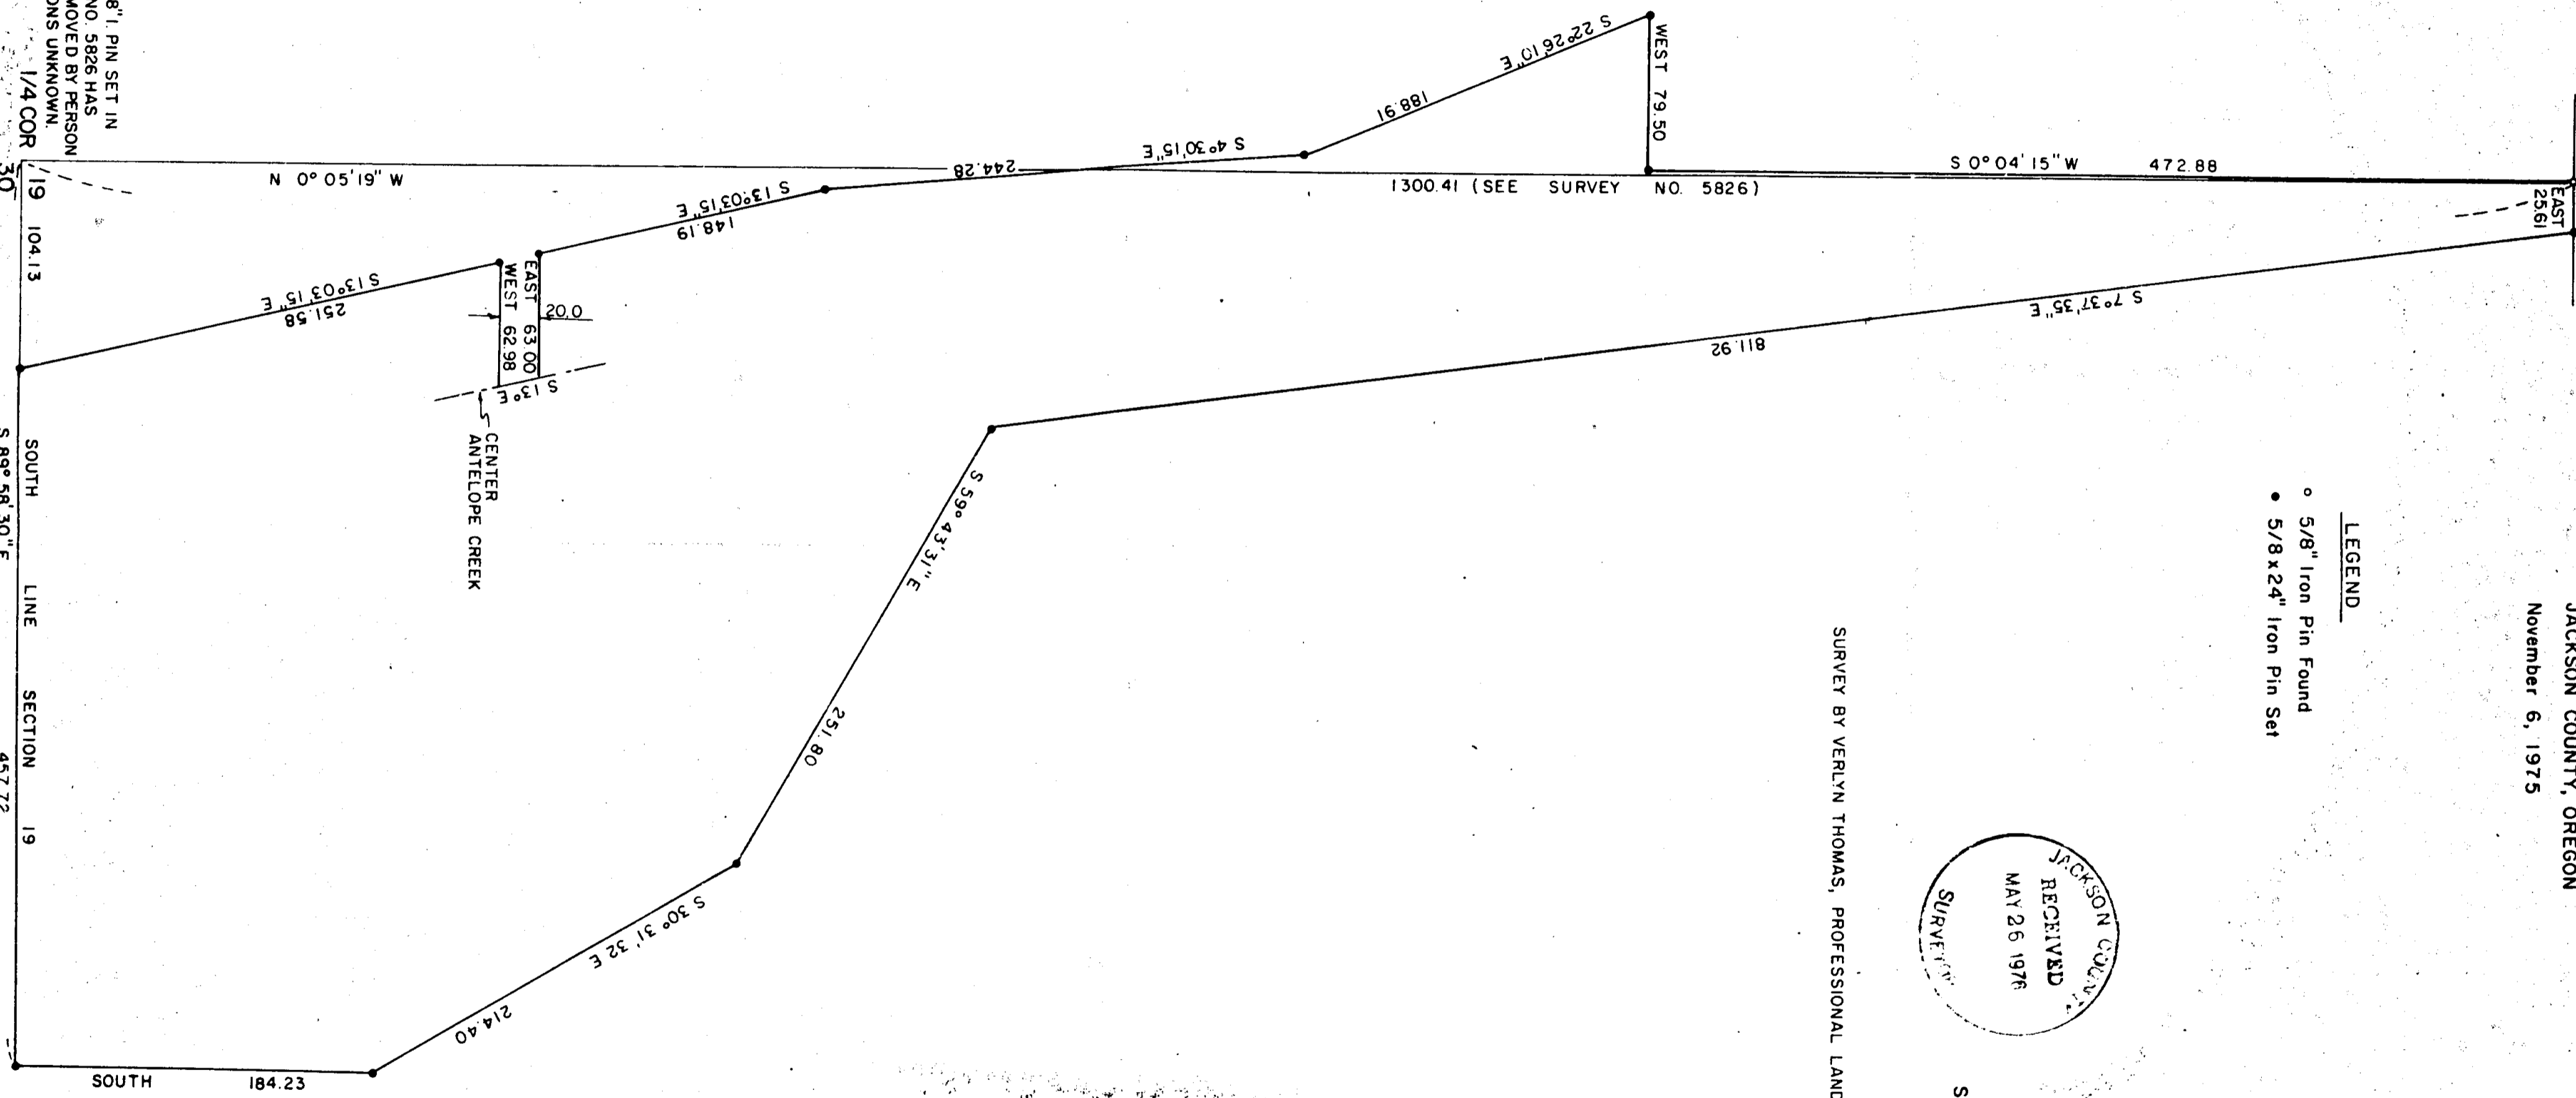 JACKSON COUNTY, OREGON
November 6, 1975
LEGEND
5/8" Iron Pin Found
5/8 x 24" Iron Pin Set
JACKSON COUNTY
RECEIVED
MAY 26 1976
SURVEYOR
SURVEY BY VERLYN THOMAS, PROFESSIONAL LAND
EAST
25.61
S 0° 04' 15" W 472.88
WEST 79.50
S 22° 26' 10" E
188.91
1300.41 (SEE SURVEY NO. 5826)
S 4° 30' 15" E
244.28
N 0° 05' 19" W
S 13° 03' 15" E
148.19
EAST 63.00
WEST 62.98
20.0
S 13° E
CENTER
ANTELOPE CREEK
S 13° 03' 15" E
251.58
S 7° 37' 35" E
811.92
S 59° 43' 31" E
251.80
S 30° 31' 32 E
214.40
SOUTH 184.23
8" I. PIN SET IN
NO. 5826 HAS
MOVED BY PERSON
ONS UNKNOWN.
1/4 COR
19
30
104.13
SOUTH LINE SECTION 19
S 89° 58' 30" E 457.72